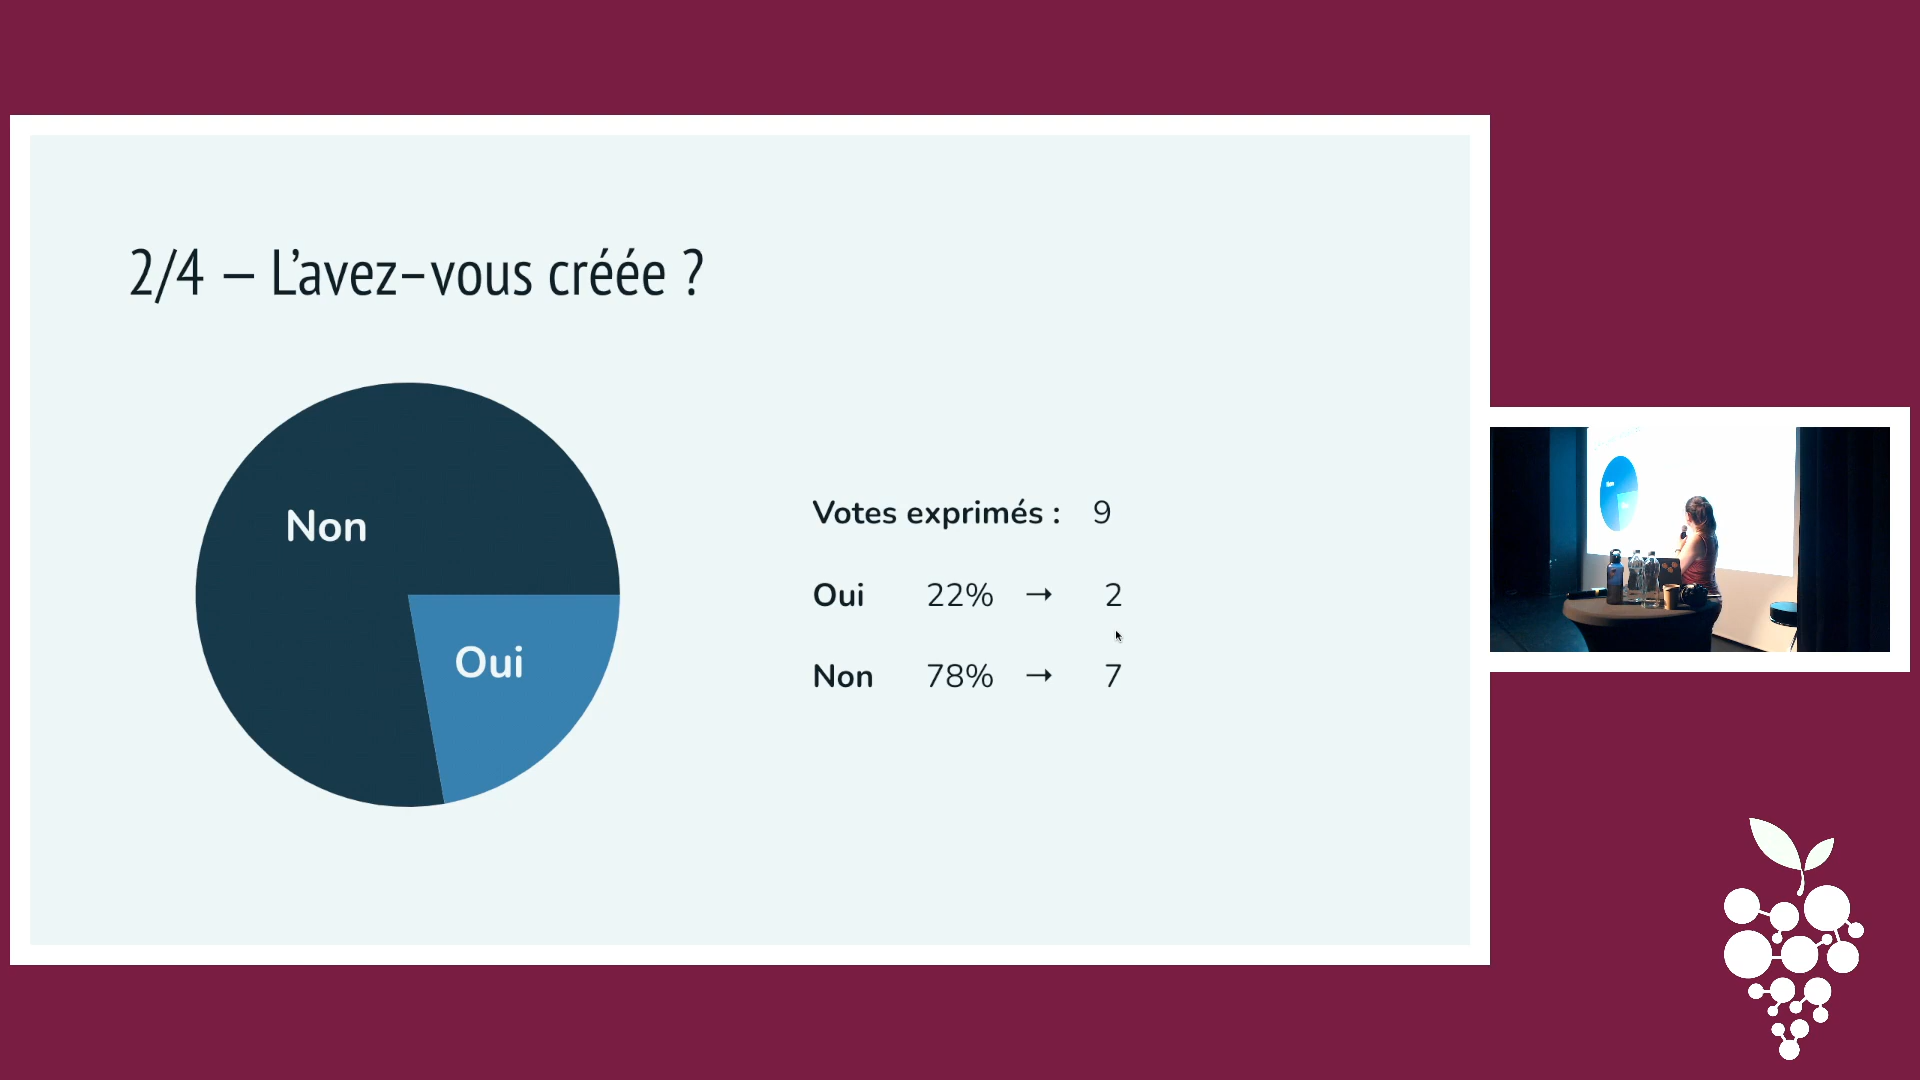 2/4 – L’avez-vous créée ?
Non
Oui
Votes exprimés : 9
Oui 22% → 2
Non 78% → 7